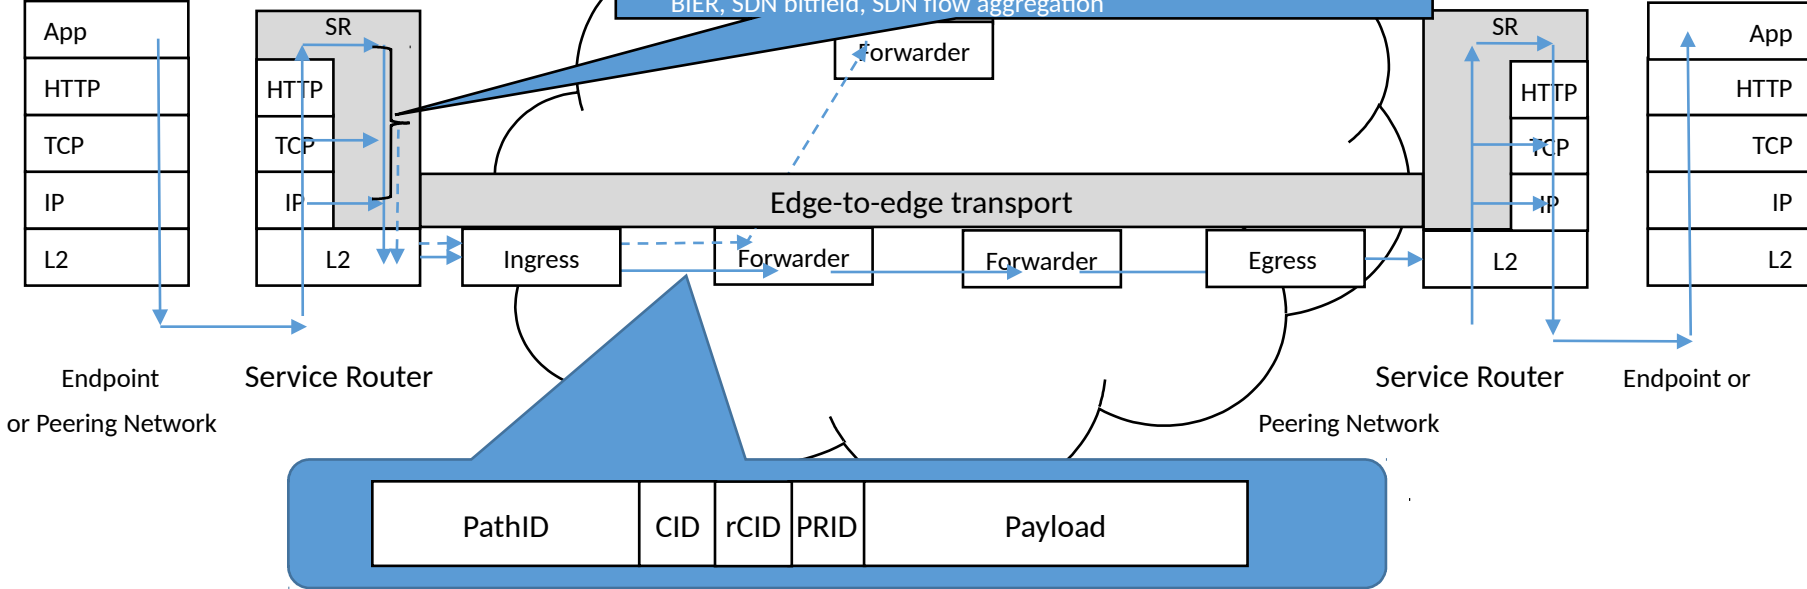 BIER, SDN bitfield, SDN flow aggregation
App
HTTP
TCP
IP
L2
SR
HTTP
TCP
IP
L2
Forwarder
Edge-to-edge transport
Ingress
Forwarder
Forwarder
Egress
SR
HTTP
TCP
IP
L2
App
HTTP
TCP
IP
L2
Endpoint
or Peering Network
Service Router
Service Router
Endpoint or
Peering Network
PathID
CID
rCID
PRID
Payload